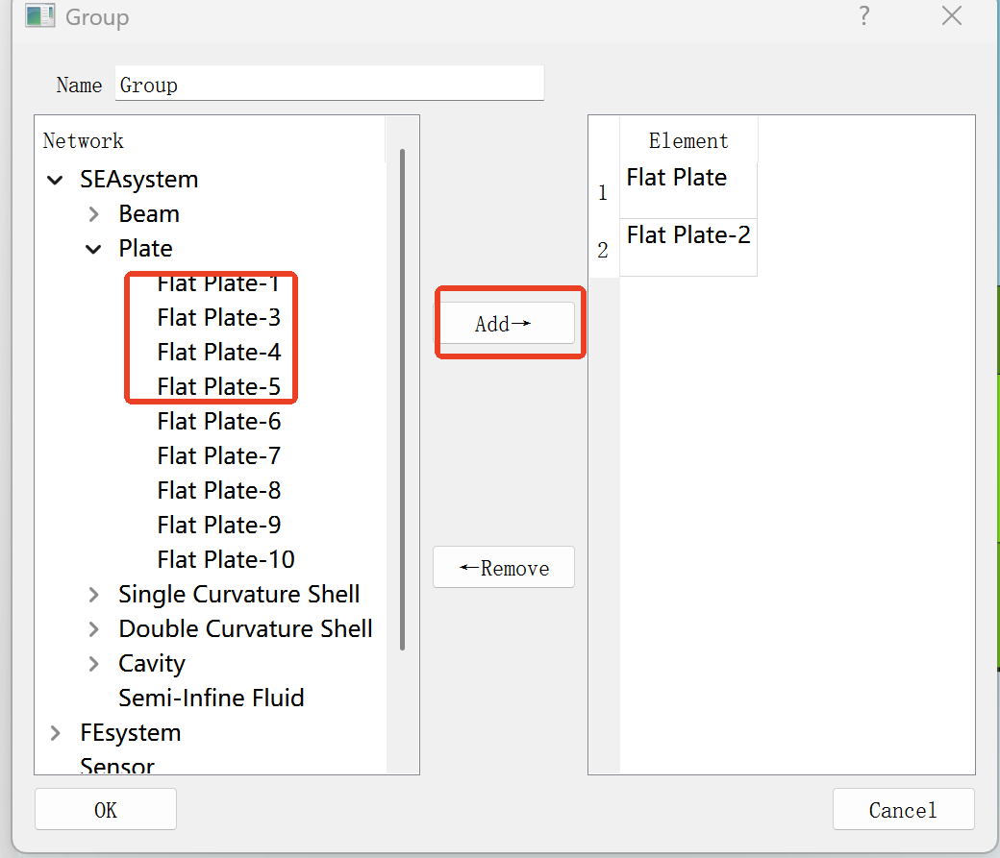 Group
?
Name Group
Network
SEAsystem
Beam
Plate
Flat Plate-1
Flat Plate-3
Flat Plate-4
Flat Plate-5
Flat Plate-6
Flat Plate-7
Flat Plate-8
Flat Plate-9
Flat Plate-10
Single Curvature Shell
Double Curvature Shell
Cavity
Semi-Infine Fluid
FEsystem
Sensor
Add→
←Remove
Element
1 Flat Plate
2 Flat Plate-2
OK
Cancel